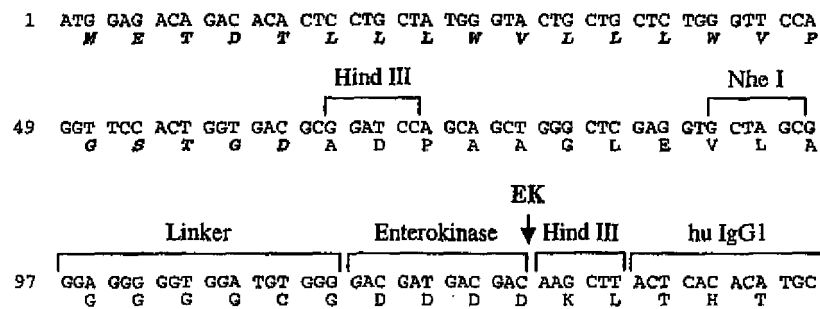 1 ATG GAG ACA GAC ACA CTC CTG CTA TGG GTA CTG CTG CTC TGG GTT CCA
M E T D T L L L W V L L L W V P
Hind III Nhe I
49 GGT TCC ACT GGT GAC GCG GAT CCA GCA GCT GGG CTC GAG GTG CTA GCG
G S T G D A D P A A G L E V L A
EK
Linker Enterokinase Hind III hu IgG1
97 GGA GGG GGT GGA TGT GGG GAC GAT GAC GAC AAG CTT ACT CAC ACA TGC
G G G G C G D D D D K L T H T